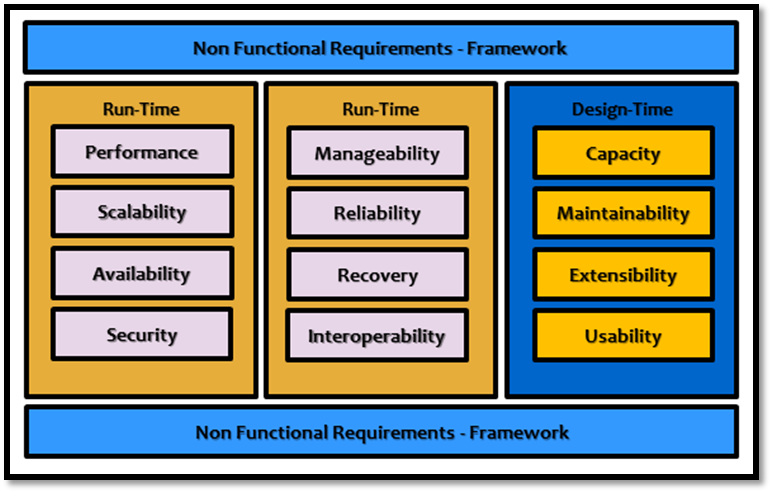 Non Functional Requirements - Framework
Run-Time
Performance
Scalability
Availability
Security
Run-Time
Manageability
Reliability
Recovery
Interoperability
Design-Time
Capacity
Maintainability
Extensibility
Usability
Non Functional Requirements - Framework